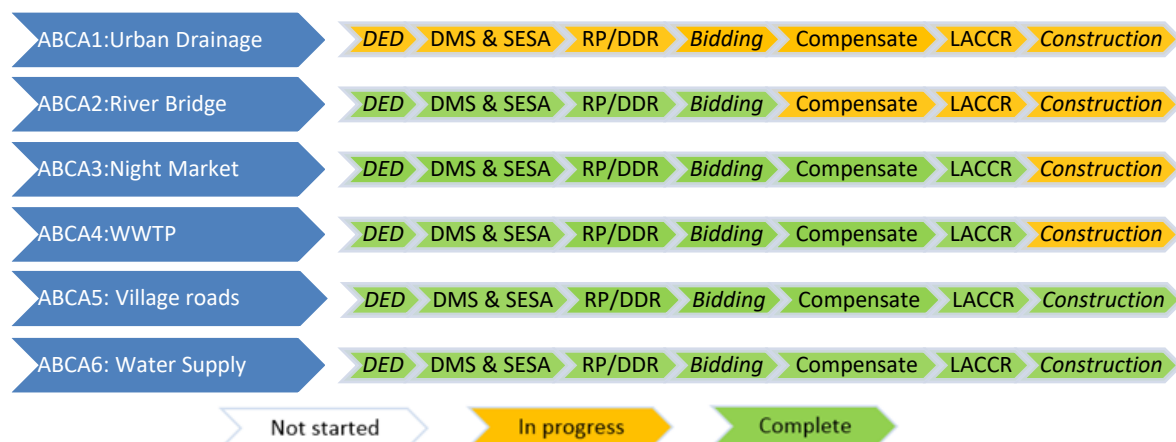 ABCA1:Urban Drainage DED DMS & SESA RP/DDR Bidding Compensate LACCR Construction
ABCA2:River Bridge DED DMS & SESA RP/DDR Bidding Compensate LACCR Construction
ABCA3:Night Market DED DMS & SESA RP/DDR Bidding Compensate LACCR Construction
ABCA4:WWTP DED DMS & SESA RP/DDR Bidding Compensate LACCR Construction
ABCA5: Village roads DED DMS & SESA RP/DDR Bidding Compensate LACCR Construction
ABCA6: Water Supply DED DMS & SESA RP/DDR Bidding Compensate LACCR Construction
Not started In progress Complete